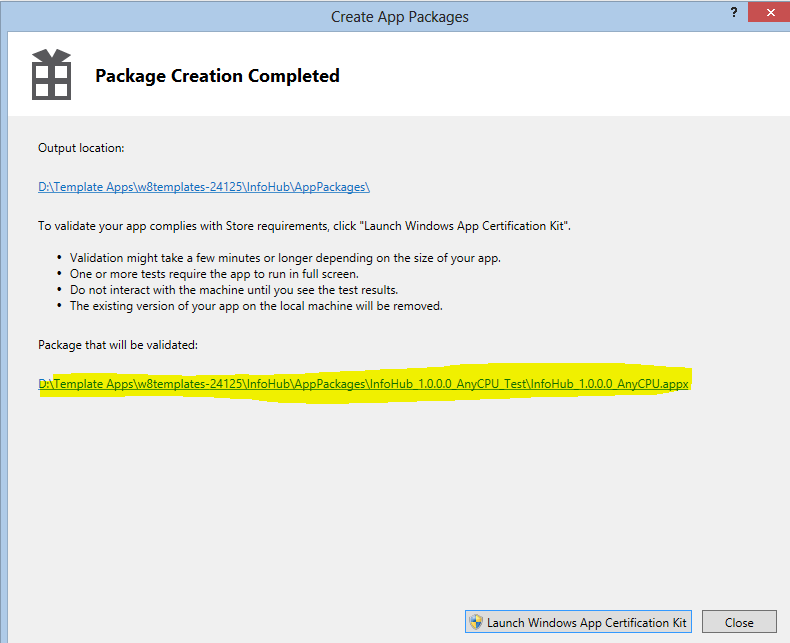 Create App Packages
?
Package Creation Completed
Output location:
D:\Template Apps\w8templates-24125\InfoHub\AppPackages\
To validate your app complies with Store requirements, click "Launch Windows App Certification Kit".
• Validation might take a few minutes or longer depending on the size of your app.
• One or more tests require the app to run in full screen.
• Do not interact with the machine until you see the test results.
• The existing version of your app on the local machine will be removed.
Package that will be validated:
D:\Template Apps\w8templates-24125\InfoHub\AppPackages\InfoHub_1.0.0.0_AnyCPU_Test\InfoHub_1.0.0.0_AnyCPU.appx
Launch Windows App Certification Kit
Close